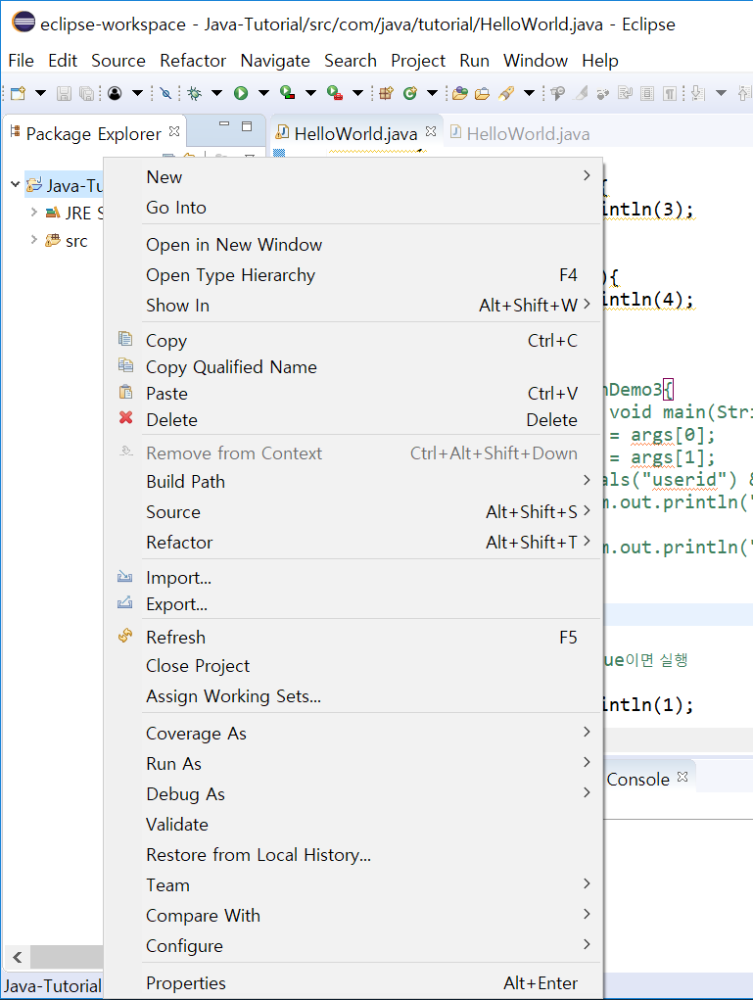 eclipse-workspace - Java-Tutorial/src/com/java/tutorial/HelloWorld.java - Eclipse
File Edit Source Refactor Navigate Search Project Run Window Help
Package Explorer
HelloWorld.java
HelloWorld.java
Java-Tu
JRE S
src
New
Go Into
Open in New Window
Open Type Hierarchy F4
Show In Alt+Shift+W
Copy Ctrl+C
Copy Qualified Name
Paste Ctrl+V
Delete Delete
Remove from Context Ctrl+Alt+Shift+Down
Build Path
Source Alt+Shift+S
Refactor Alt+Shift+T
Import...
Export...
Refresh F5
Close Project
Assign Working Sets...
Coverage As
Run As
Debug As
Validate
Restore from Local History...
Team
Compare With
Configure
Properties Alt+Enter
{
intln(3);
){
intln(4);
nDemo3{
void main(Stri
= args[0];
= args[1];
als("userid") &
m.out.println("
m.out.println("
ue이면 실행
intln(1);
Console
Java-Tutorial